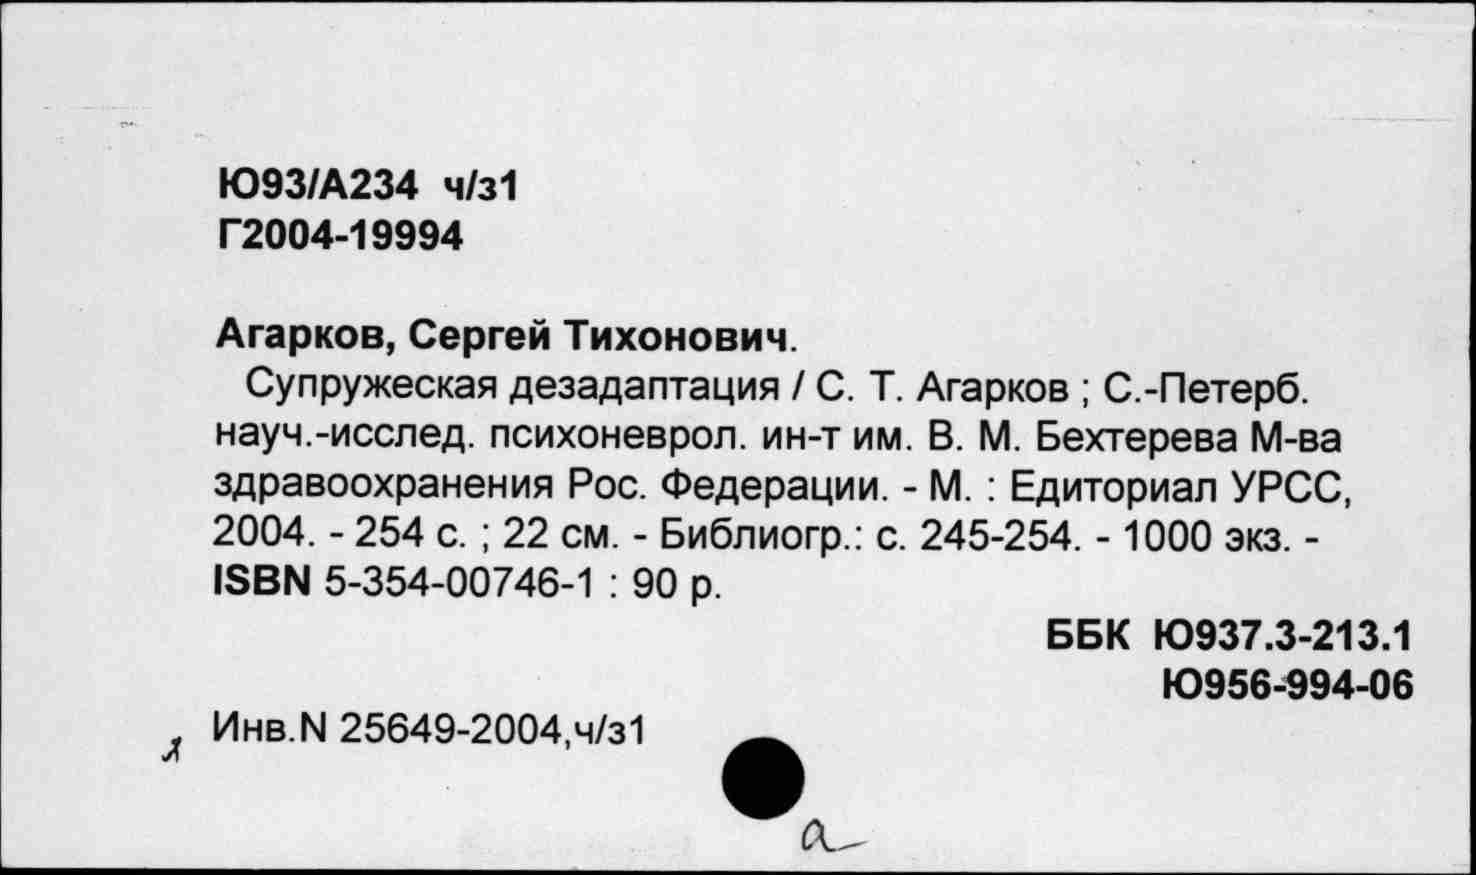 Ю93/А234 ч/з1
Г2004-19994
Агарков, Сергей Тихонович.
Супружеская дезадаптация / С. Т. Агарков ; С.-Петерб.
науч.-исслед. психоневрол. ин-т им. В. М. Бехтерева М-ва
здравоохранения Рос. Федерации. - М. : Едиториал УРСС,
2004. - 254 с. ; 22 см. - Библиогр.: с. 245-254. - 1000 экз. -
ISBN 5-354-00746-1 : 90 р.
ББК Ю937.3-213.1
Ю956-994-06
Инв.N 25649-2004,ч/з1
а